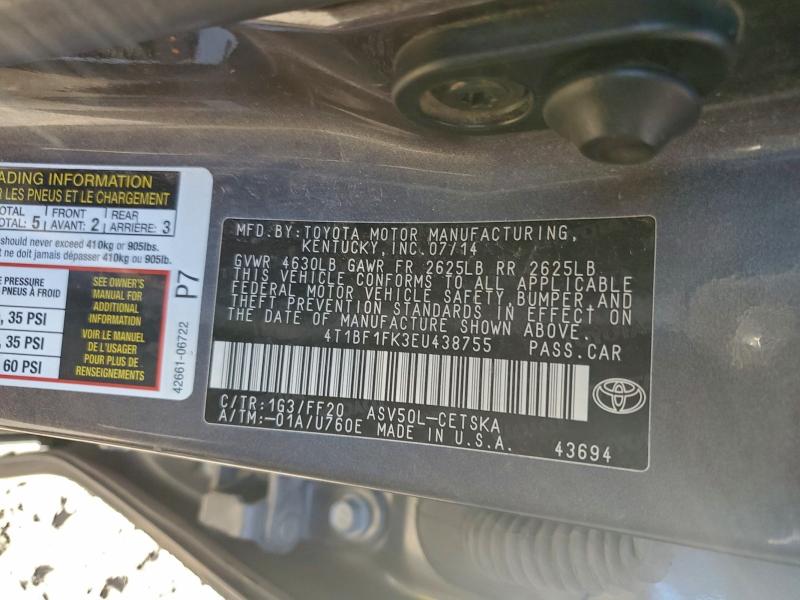 ADING INFORMATION
R LES PNEUS ET LE CHARGEMENT
OTAL
TAL: 5
FRONT
AVANT: 2
REAR
ARRIÈRE: 3
should never exceed 410kg or 905lbs.
t ne doit jamais dépasser 410kg ou 905lb.
PRESSURE
PNEUS À FROID
35 PSI
35 PSI
60 PSI
SEE OWNER'S
MANUAL FOR
ADDITIONAL
INFORMATION
VOIR LE MANUEL
DE L'USAGER
POUR PLUS DE
RENSEIGNEMENTS
P7
42661-06722
MFD. BY: TOYOTA MOTOR MANUFACTURING,
KENTUCKY, INC. 07/14
GVWR 4630LB GAWR FR 2625LB RR 2625LB
THIS VEHICLE CONFORMS TO ALL APPLICABLE
FEDERAL MOTOR VEHICLE SAFETY, BUMPER, AND
THEFT PREVENTION STANDARDS IN EFFECT ON
THE DATE OF MANUFACTURE SHOWN ABOVE.
4T1BF1FK3EU438755 PASS. CAR
C/TR: 1G3/FF20 ASV50L-CETSKA
A/TM: -01A/U760E MADE IN U.S.A.
43694